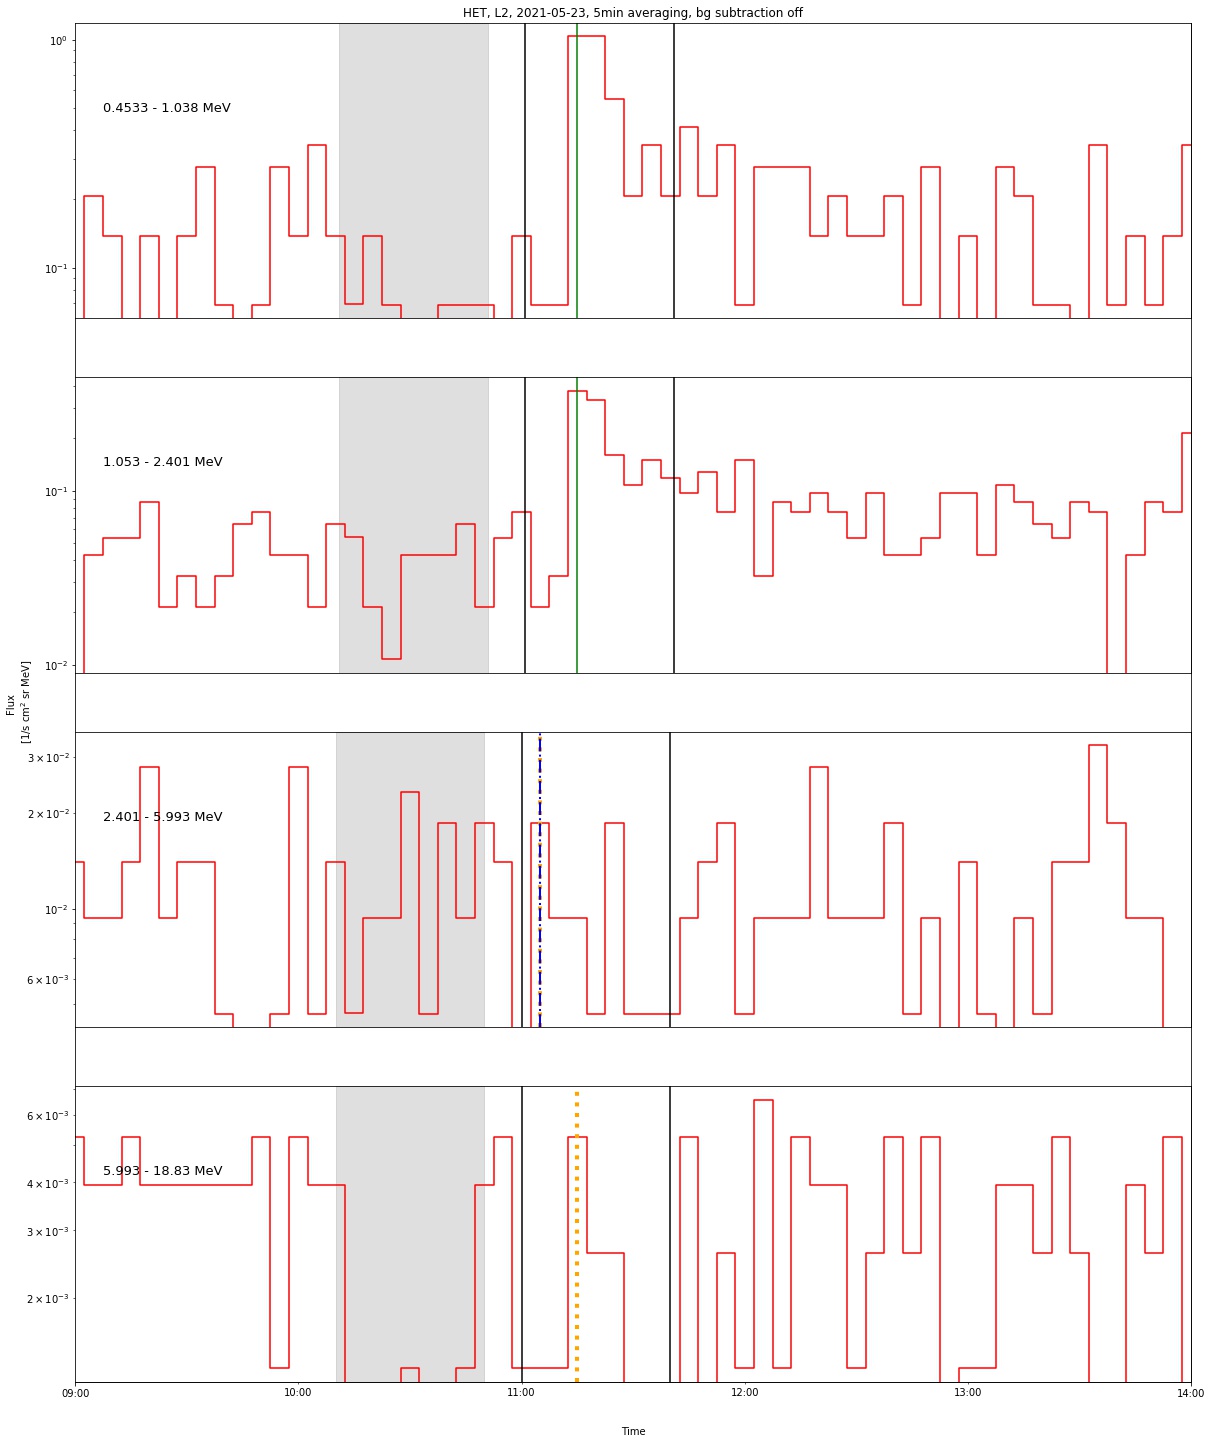 HET, L2, 2021-05-23, 5min averaging, bg subtraction off
10⁰
0.4533 - 1.038 MeV
10⁻¹
1.053 - 2.401 MeV
10⁻¹
10⁻²
Flux
[1/s cm² sr MeV]
3 × 10⁻²
2 × 10⁻²
2.401 - 5.993 MeV
10⁻²
6 × 10⁻³
6 × 10⁻³
5.993 - 18.83 MeV
4 × 10⁻³
3 × 10⁻³
2 × 10⁻³
09:00 10:00 11:00 12:00 13:00 14:00
Time